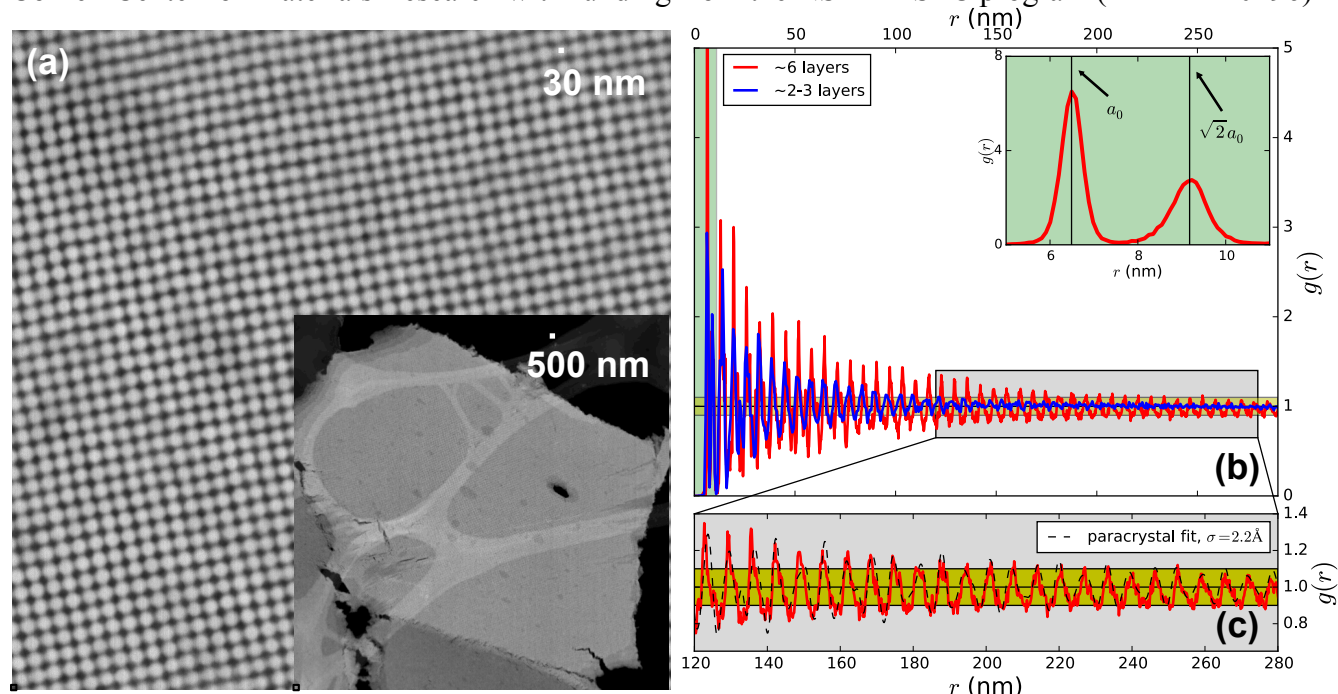 (a)
30 nm
500 nm
r (nm)
0 50 100 150 200 250
~6 layers
~2-3 layers
5
4
3
2
1
0
g(r)
8
4
0
g(r)
a₀
√2a₀
6 8 10
r (nm)
(b)
1.4
1.2
1.0
0.8
g(r)
paracrystal fit, σ=2.2Å
(c)
120 140 160 180 200 220 240 260 280
r (nm)